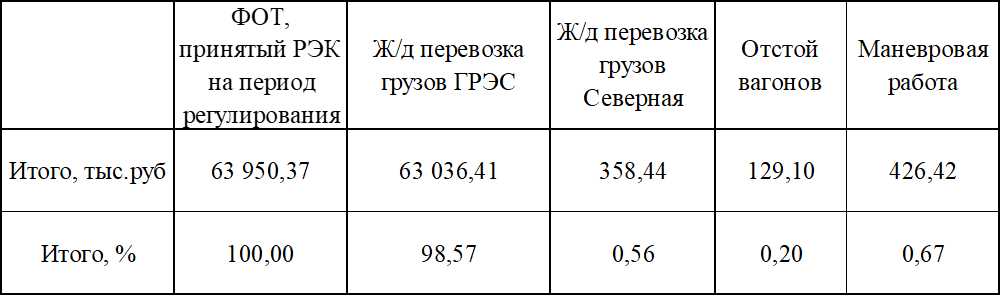 ФОТ,
принятый РЭК
на период
регулирования
Ж/д перевозка
грузов ГРЭС
Ж/д перевозка
грузов
Северная
Отстой
вагонов
Маневровая
работа
Итого, тыс.руб
63 950,37
63 036,41
358,44
129,10
426,42
Итого, %
100,00
98,57
0,56
0,20
0,67